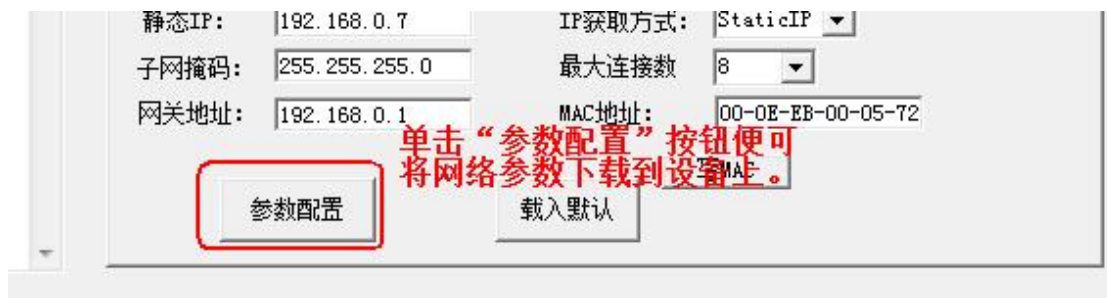 静态IP: 192.168.0.7 IP获取方式: StaticIP
子网掩码: 255.255.255.0 最大连接数 8
网关地址: 192.168.0.1 MAC地址: 00-0E-EB-00-05-72
单击“参数配置”按钮便可
将网络参数下载到设备上。
写MAC
参数配置 载入默认